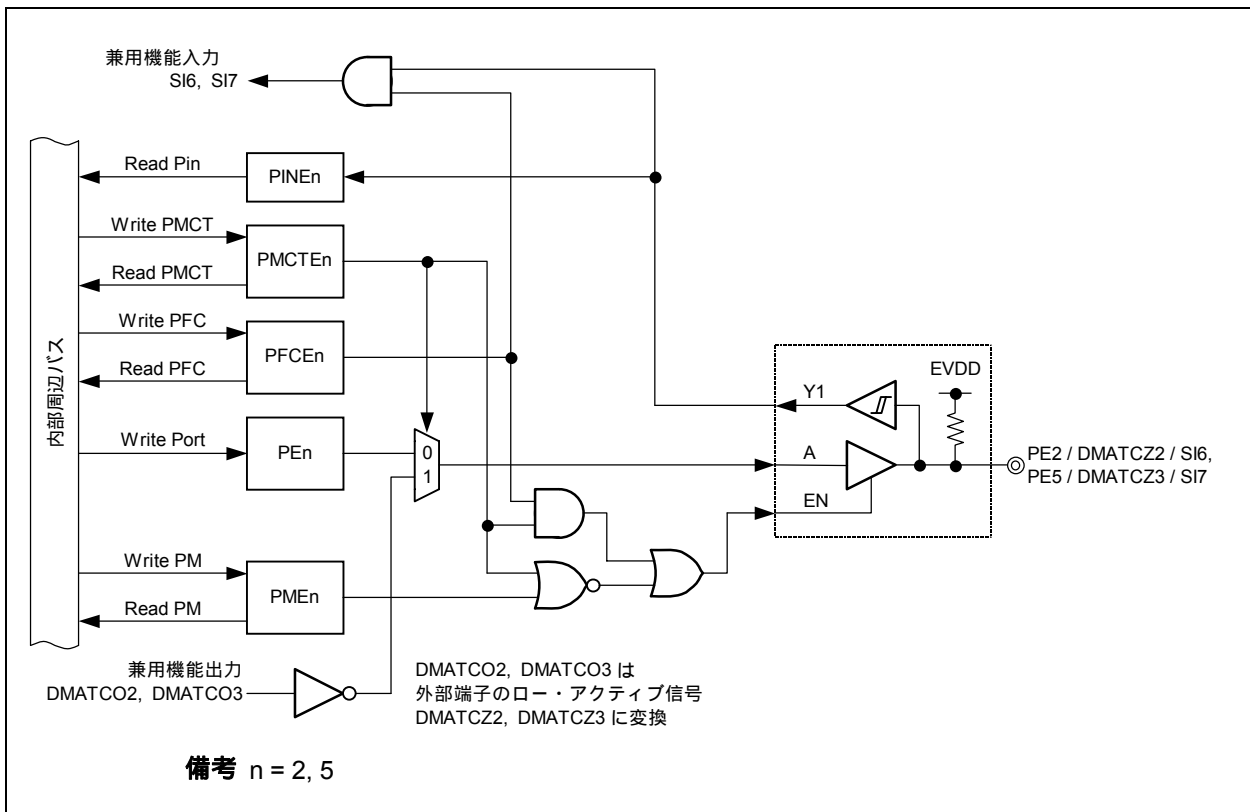 兼用機能入力
SI6, SI7
Read Pin
PINEn
Write PMCT
PMCTEn
Read PMCT
Write PFC
PFCEn
Read PFC
内部周辺バス
Write Port
PEn
0
1
EVDD
Y1
A
EN
PE2 / DMATCZ2 / SI6,
PE5 / DMATCZ3 / SI7
Write PM
PMEn
Read PM
兼用機能出力
DMATCO2, DMATCO3
DMATCO2, DMATCO3 は
外部端子のロー・アクティブ信号
DMATCZ2, DMATCZ3 に変換
備考 n = 2, 5